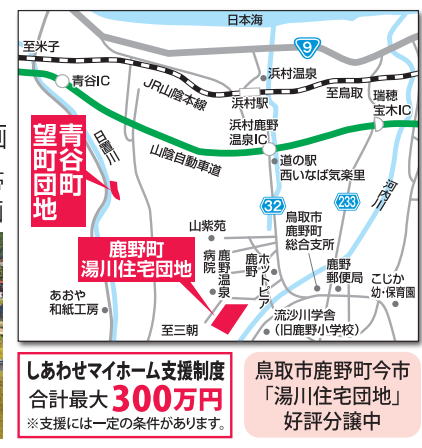 日本海
9
至米子
浜村温泉
青谷IC
JR山陰本線
浜村駅
至鳥取
瑞穂
宝木IC
浜村鹿野
温泉IC
青谷町
望町団地
日置川
山陰自動車道
道の駅
西いなば気楽里
河内川
32
233
山紫苑
鳥取市
鹿野町
総合支所
鹿野町
湯川住宅団地
鹿野温泉
病院
ホットピア
鹿野
鹿野
郵便局
こじか
幼・保育園
あおや
和紙工房
至三朝
流沙川学舎
(旧鹿野小学校)
しあわせマイホーム支援制度
合計最大300万円
※支援には一定の条件があります。
鳥取市鹿野町今市
「湯川住宅団地」
好評分譲中